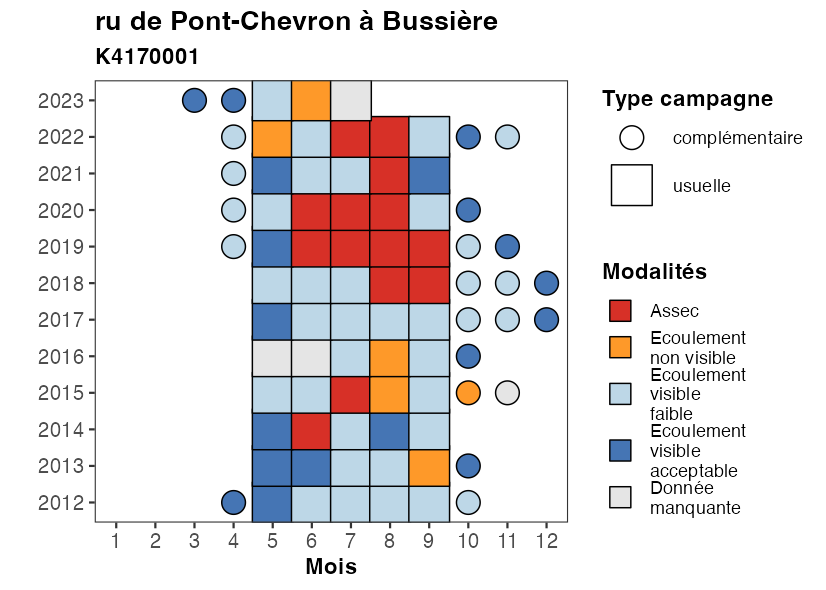 ru de Pont-Chevron à Bussière
K4170001
2023
2022
2021
2020
2019
2018
2017
2016
2015
2014
2013
2012
1 2 3 4 5 6 7 8 9 10 11 12
Mois
Type campagne
complémentaire
usuelle
Modalités
Assec
Ecoulement
non visible
Ecoulement
visible
faible
Ecoulement
visible
acceptable
Donnée
manquante